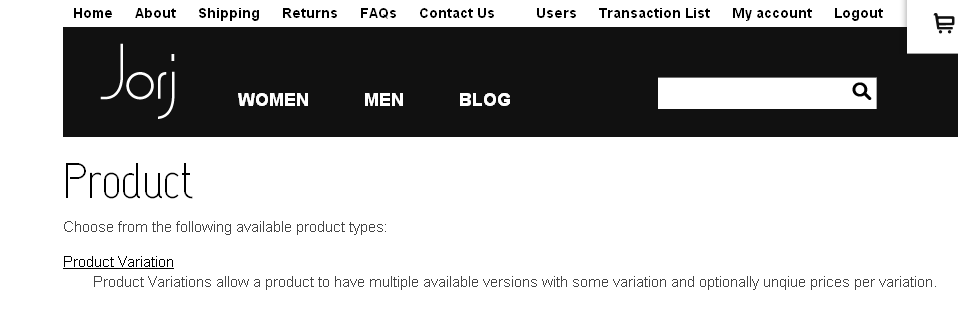 Home About Shipping Returns FAQs Contact Us Users Transaction List My account Logout
Jorj
WOMEN MEN BLOG
Product
Choose from the following available product types:
Product Variation
Product Variations allow a product to have multiple available versions with some variation and optionally unqiue prices per variation.